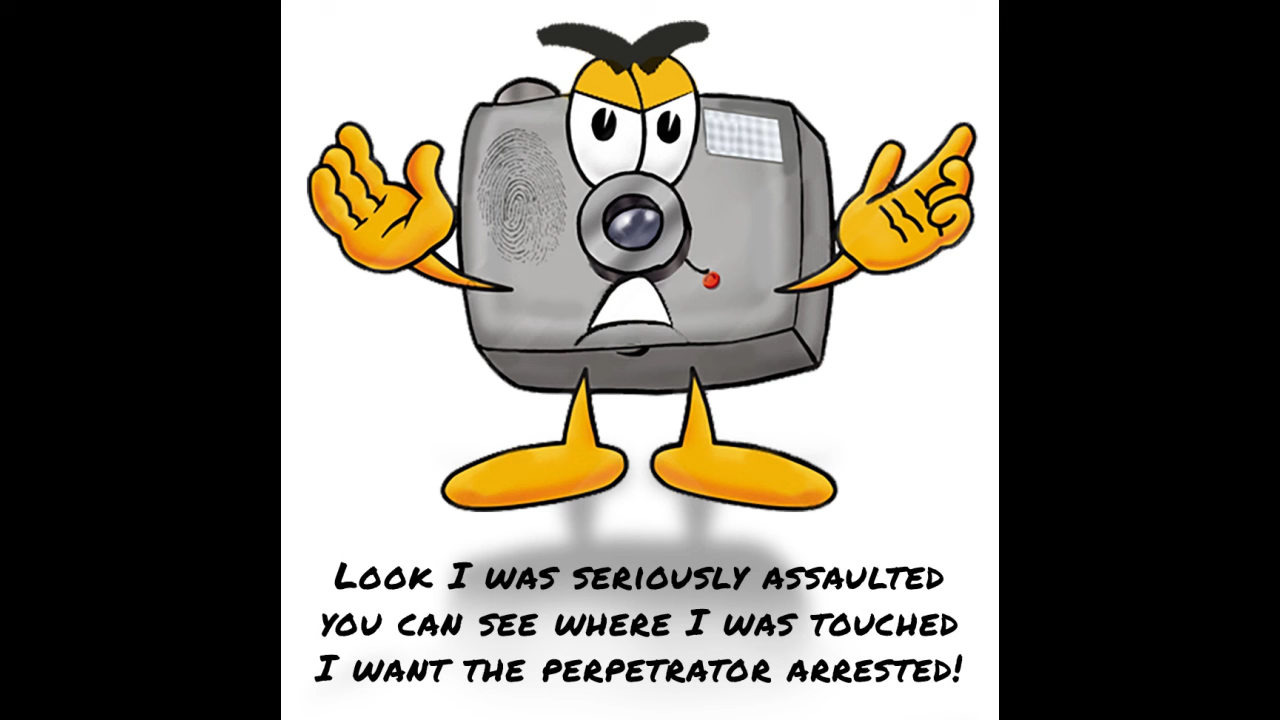 Look I was seriously assaulted
you can see where I was touched
I want the perpetrator arrested!